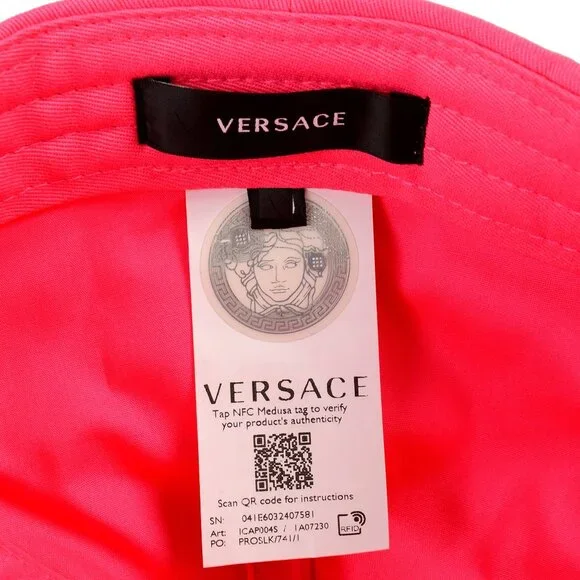 VERSACE
VERSACE
Tap NFC Medusa tag to verify
your product's authenticity
Scan QR code for instructions
SN: 041E6032407581
Art: 1CAP004S / 1A07230
PO: PROSLK/741/1
RFID